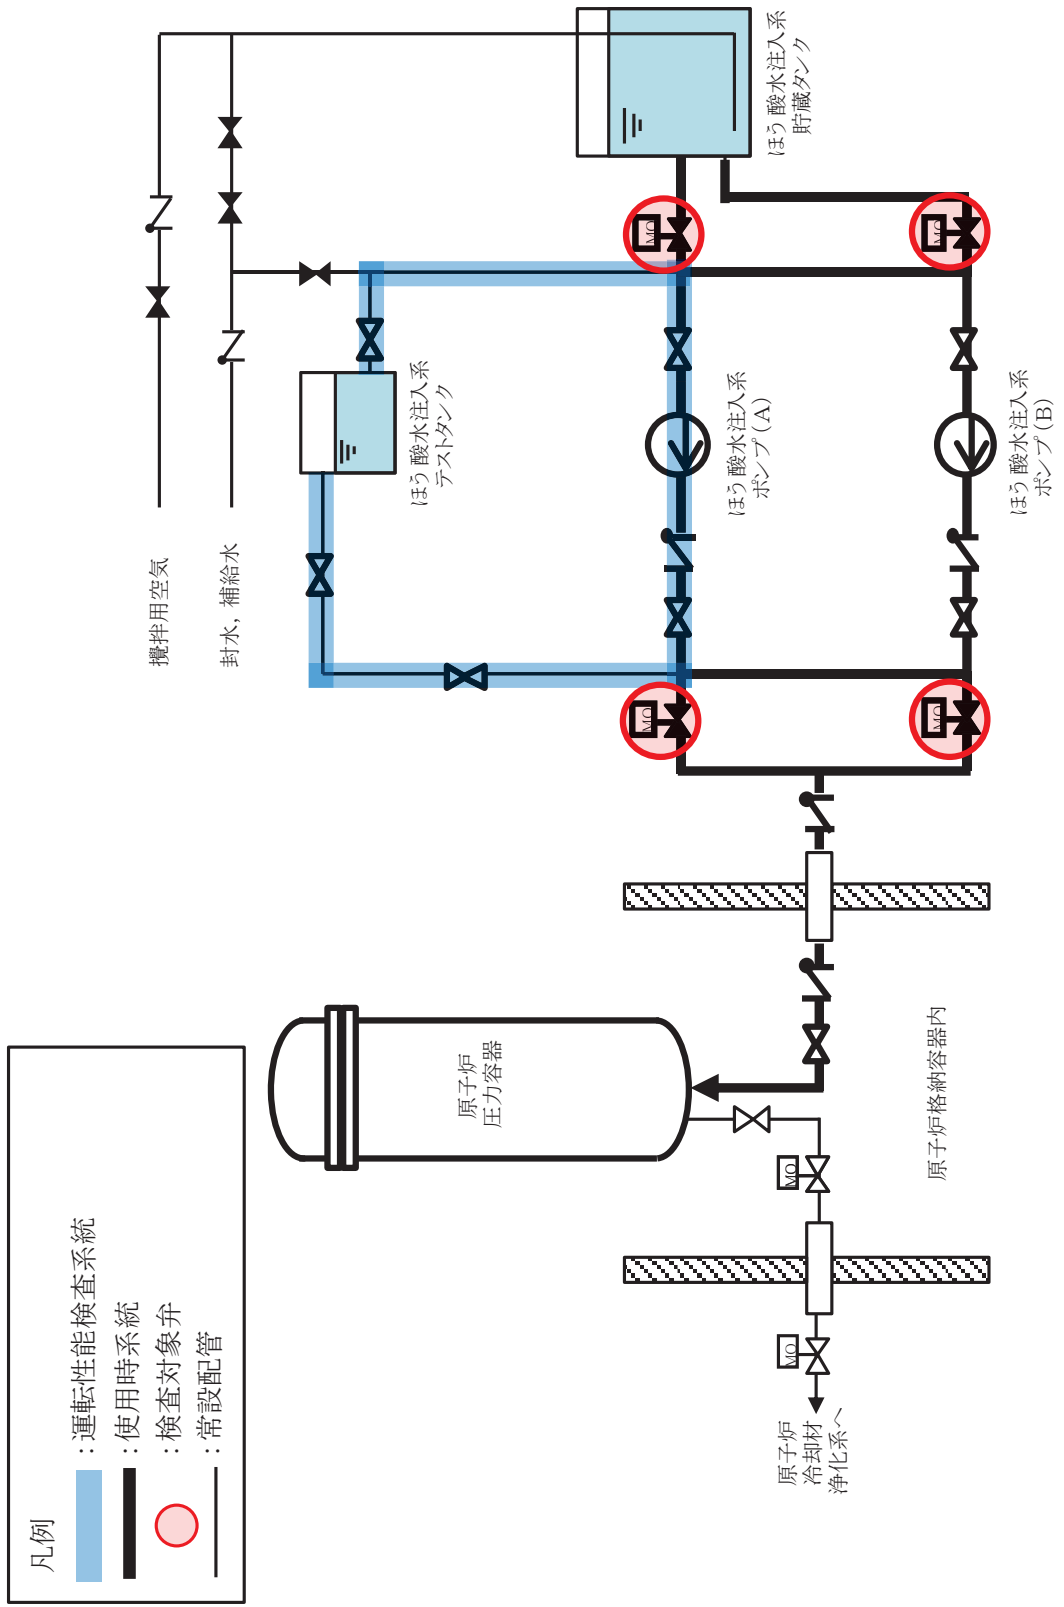 凡例
：運転性能検査系統
：使用時系統
：検査対象弁
：常設配管
原子炉
冷却材
浄化系へ
MO
MO
原子炉
圧力容器
原子炉格納容器内
MO
MO
攪拌用空気
封水，補給水
ほう酸水注入系
テストタンク
ほう酸水注入系
ポンプ(A)
ほう酸水注入系
ポンプ(B)
MO
MO
ほう酸水注入系
貯蔵タンク